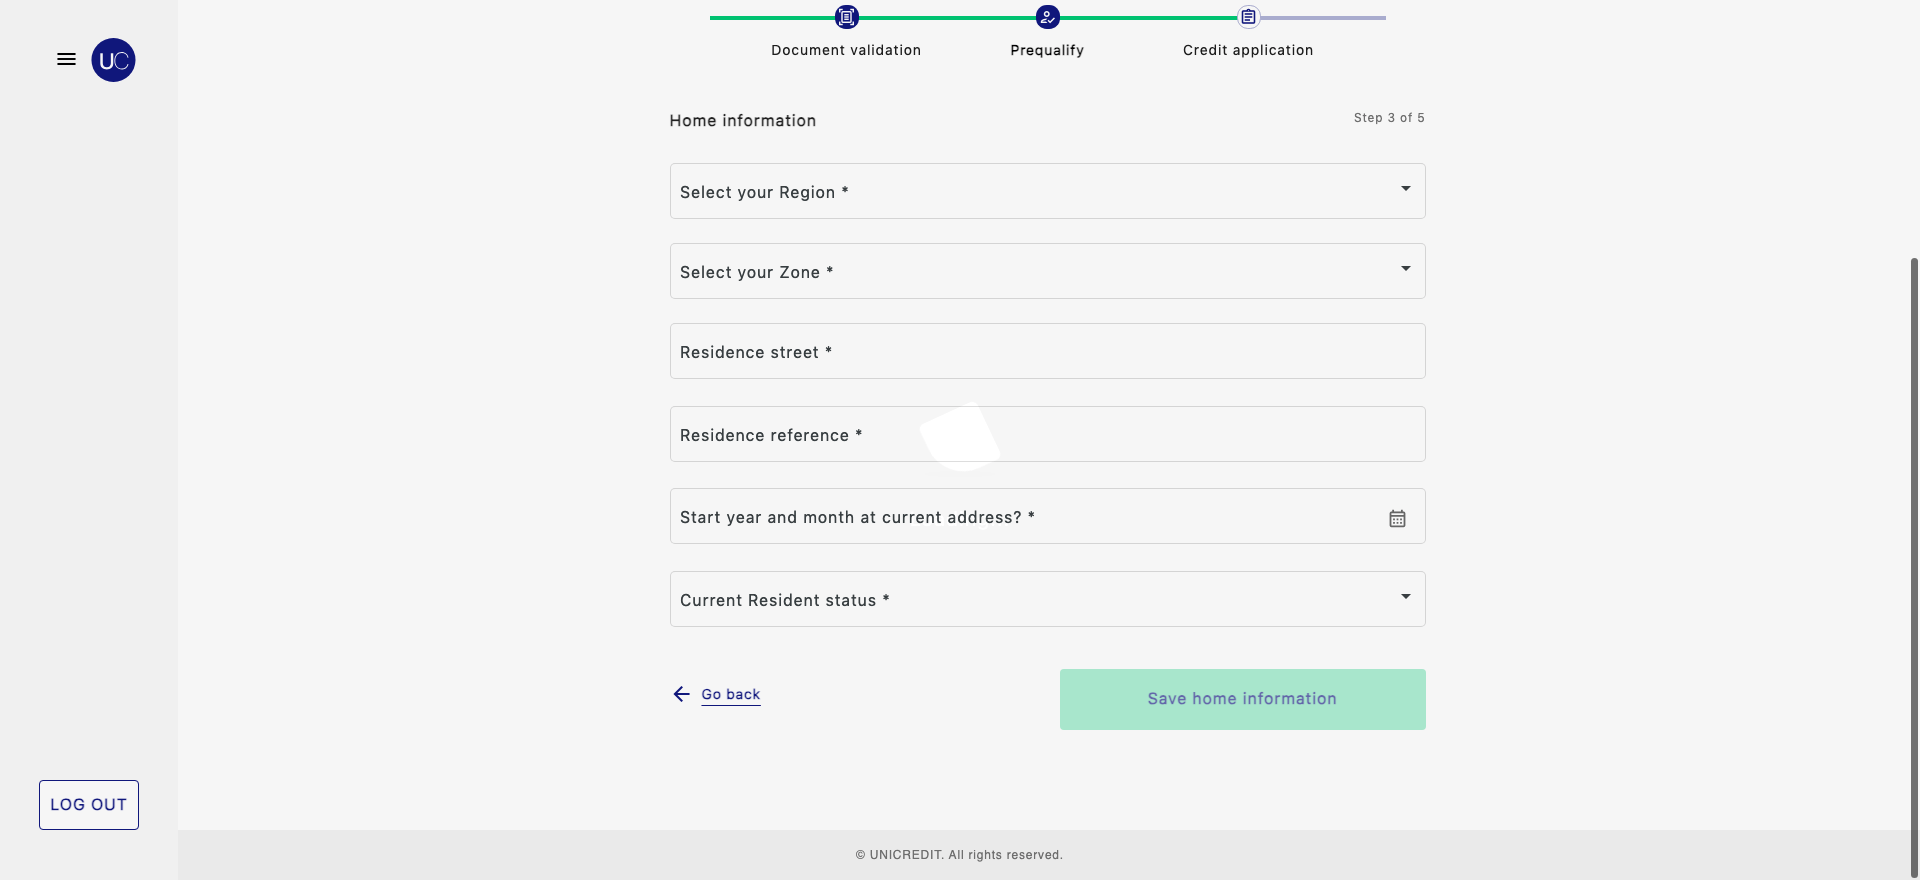 UC
Document validation
Prequalify
Credit application
Home information
Step 3 of 5
Select your Region *
Select your Zone *
Residence street *
Residence reference *
Start year and month at current address? *
Current Resident status *
Go back
Save home information
LOG OUT
© UNICREDIT. All rights reserved.